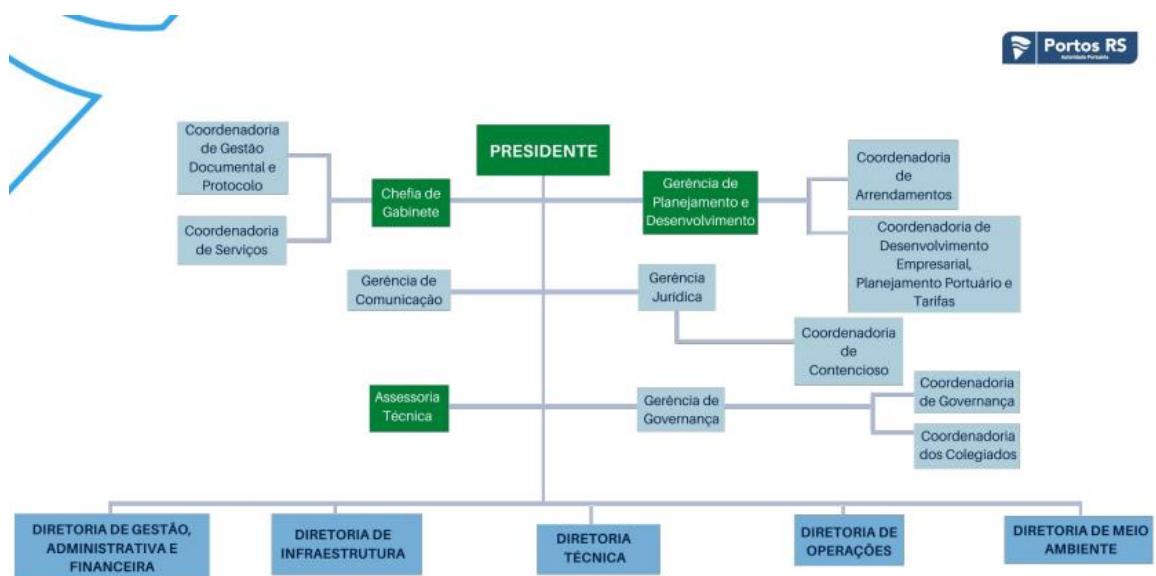 Portos RS
Autoridade Portuária
PRESIDENTE
Coordenadoria
de Gestão
Documental e
Protocolo
Coordenadoria
de Serviços
Chefia de
Gabinete
Gerência de
Planejamento e
Desenvolvimento
Coordenadoria
de
Arrendamentos
Coordenadoria de
Desenvolvimento
Empresarial,
Planejamento Portuário e
Tarifas
Gerência de
Comunicação
Gerência
Jurídica
Coordenadoria
de
Contencioso
Assessoria
Técnica
Gerência de
Governança
Coordenadoria
de Governança
Coordenadoria
dos Colegiados
DIRETORIA DE GESTÃO,
ADMINISTRATIVA E
FINANCEIRA
DIRETORIA DE
INFRAESTRUTURA
DIRETORIA
TÉCNICA
DIRETORIA DE
OPERAÇÕES
DIRETORIA DE MEIO
AMBIENTE